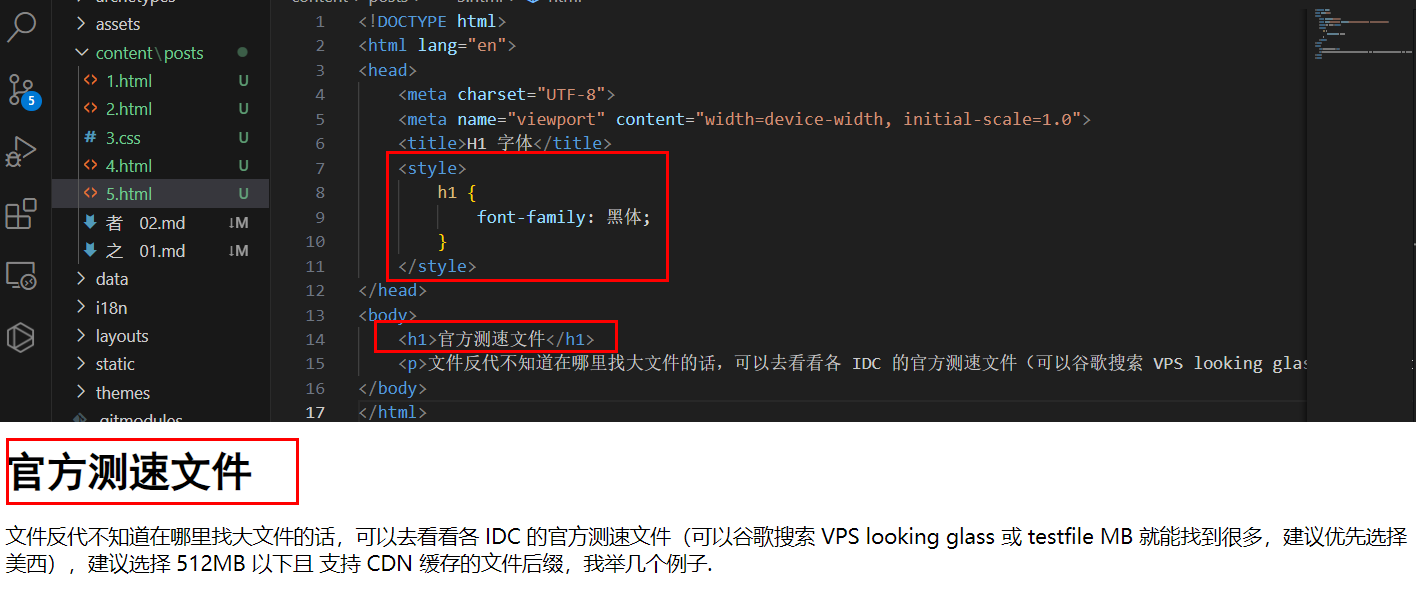 archetypes
assets
content\posts
1.html U
2.html U
3.css U
4.html U
5.html U
者 02.md ↓M
之 01.md ↓M
data
i18n
layouts
static
themes
.gitmodules
5
1 <!DOCTYPE html>
2 <html lang="en">
3 <head>
4 <meta charset="UTF-8">
5 <meta name="viewport" content="width=device-width, initial-scale=1.0">
6 <title>H1 字体</title>
7 <style>
8 h1 {
9 font-family: 黑体;
10 }
11 </style>
12 </head>
13 <body>
14 <h1>官方测速文件</h1>
15 <p>文件反代不知道在哪里找大文件的话，可以去看看各 IDC 的官方测速文件（可以谷歌搜索 VPS looking glas
16 </body>
17 </html>
官方测速文件
文件反代不知道在哪里找大文件的话，可以去看看各 IDC 的官方测速文件（可以谷歌搜索 VPS looking glass 或 testfile MB 就能找到很多，建议优先选择
美西），建议选择 512MB 以下且 支持 CDN 缓存的文件后缀，我举几个例子.